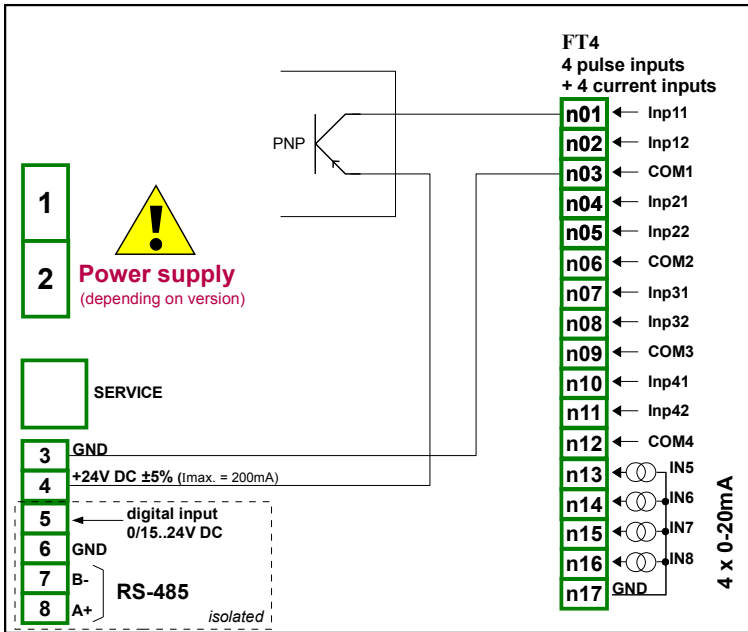 FT4
4 pulse inputs
+ 4 current inputs
n01 Inp11
n02 Inp12
n03 COM1
n04 Inp21
n05 Inp22
n06 COM2
n07 Inp31
n08 Inp32
n09 COM3
n10 Inp41
n11 Inp42
n12 COM4
n13 IN5
n14 IN6
n15 IN7
n16 IN8
n17 GND
4 x 0-20mA
PNP
1
2
!
Power supply
(depending on version)
SERVICE
3 GND
4 +24V DC ±5% (Imax. = 200mA)
5 digital input
0/15..24V DC
6 GND
7 B-
RS-485
8 A+
isolated